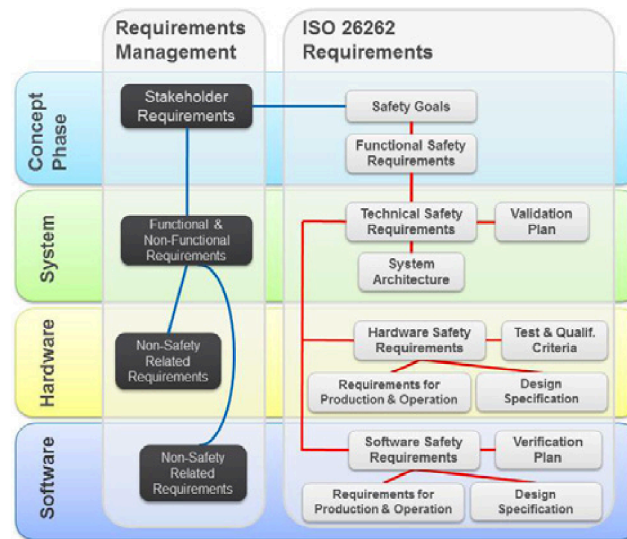 Requirements
Management
ISO 26262
Requirements
Concept
Phase
Stakeholder
Requirements
Safety Goals
Functional Safety
Requirements
System
Functional &
Non-Functional
Requirements
Technical Safety
Requirements
Validation
Plan
System
Architecture
Hardware
Non-Safety
Related
Requirements
Hardware Safety
Requirements
Test & Qualif.
Criteria
Requirements for
Production & Operation
Design
Specification
Software
Non-Safety
Related
Requirements
Software Safety
Requirements
Verification
Plan
Requirements for
Production & Operation
Design
Specification